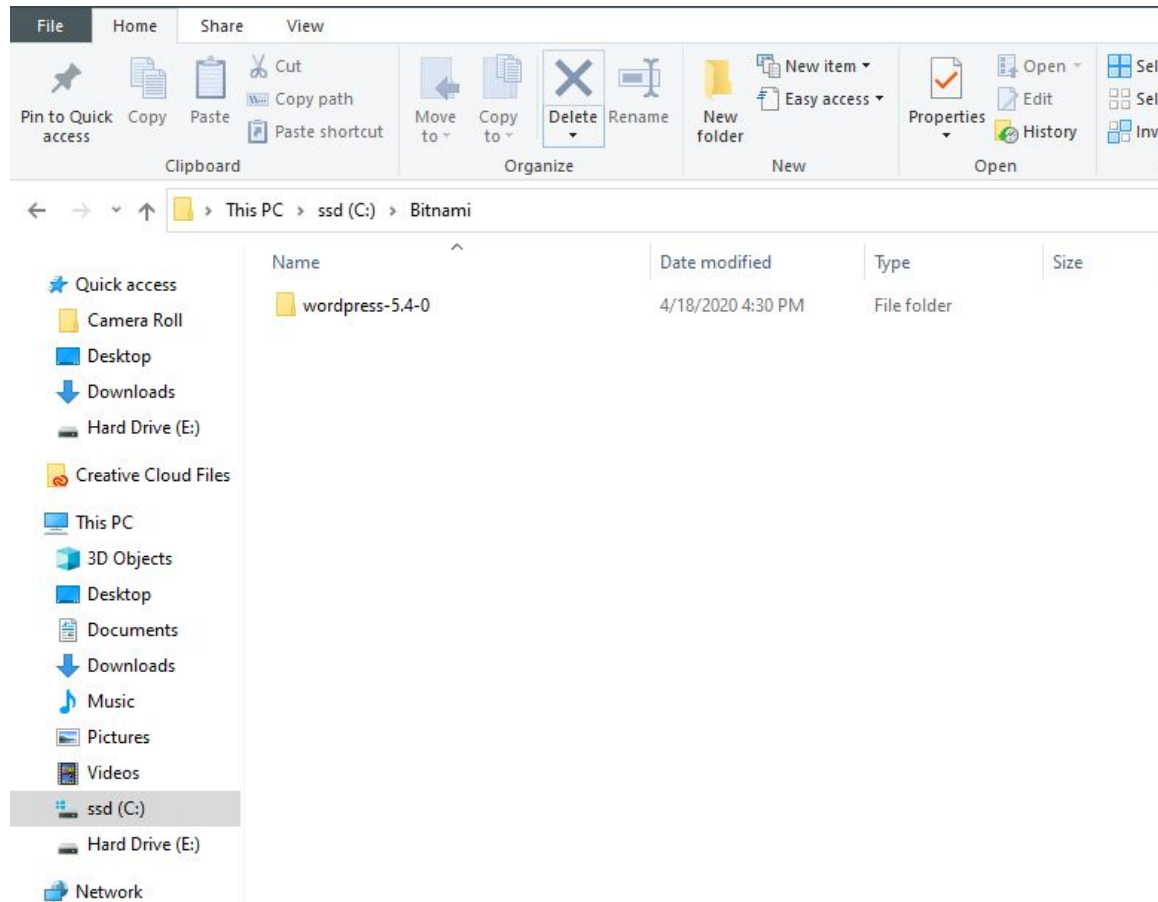 File Home Share View
Pin to Quick access
Copy
Paste
Cut
Copy path
Paste shortcut
Clipboard
Move to
Copy to
Delete
Rename
Organize
New folder
New item
Easy access
New
Properties
Open
Edit
History
Open
Sel
Sel
Inv
This PC > ssd (C:) > Bitnami
Name Date modified Type Size
wordpress-5.4-0 4/18/2020 4:30 PM File folder
Quick access
Camera Roll
Desktop
Downloads
Hard Drive (E:)
Creative Cloud Files
This PC
3D Objects
Desktop
Documents
Downloads
Music
Pictures
Videos
ssd (C:)
Hard Drive (E:)
Network